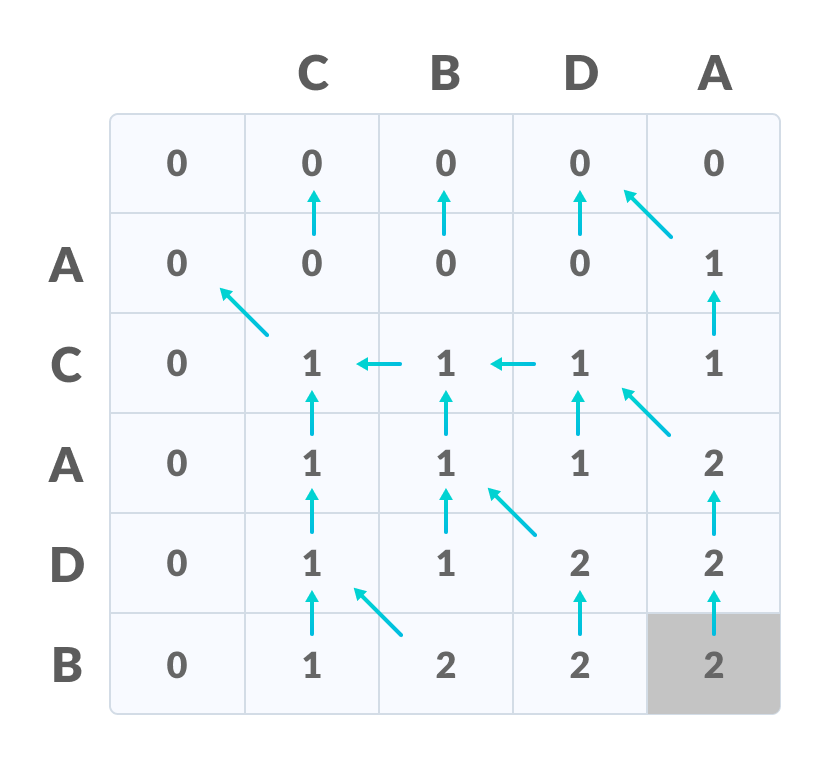 C B D A
0 0 0 0 0
A 0 0 0 0 1
C 0 1 1 1 1
A 0 1 1 1 2
D 0 1 1 2 2
B 0 1 2 2 2